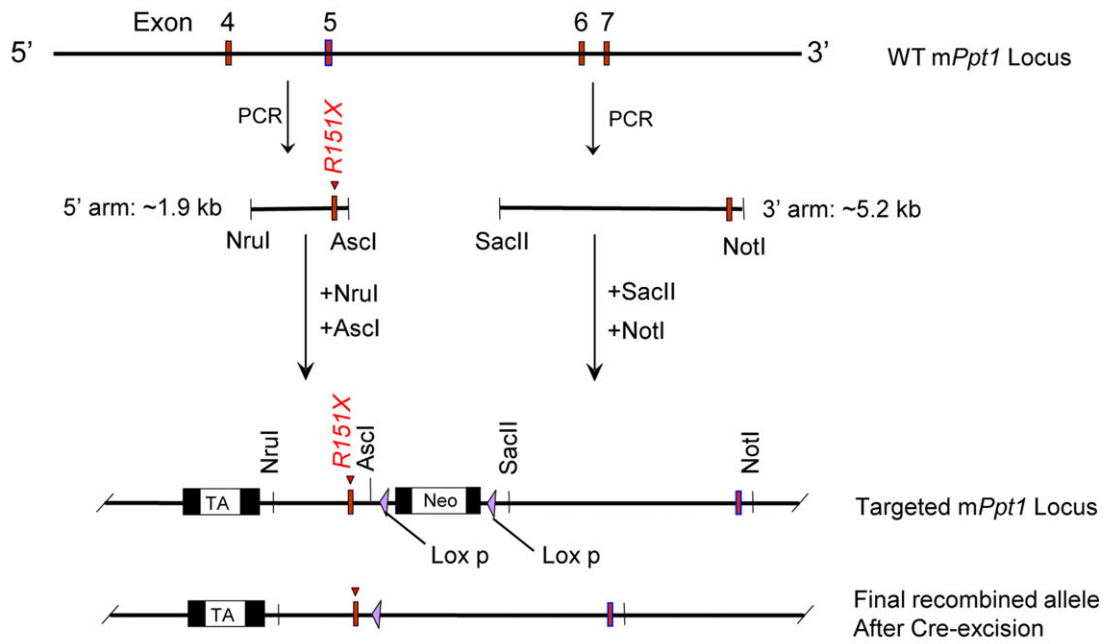 Exon 4 5 6 7
5’ 3’ WT mPpt1 Locus
PCR R151X PCR
5’ arm: ~1.9 kb 3’ arm: ~5.2 kb
NruI AscI SacII NotI
+NruI +SacII
+AscI +NotI
NruI R151X AscI SacII NotI
TA Neo Targeted mPpt1 Locus
Lox p Lox p
TA Final recombined allele
After Cre-excision